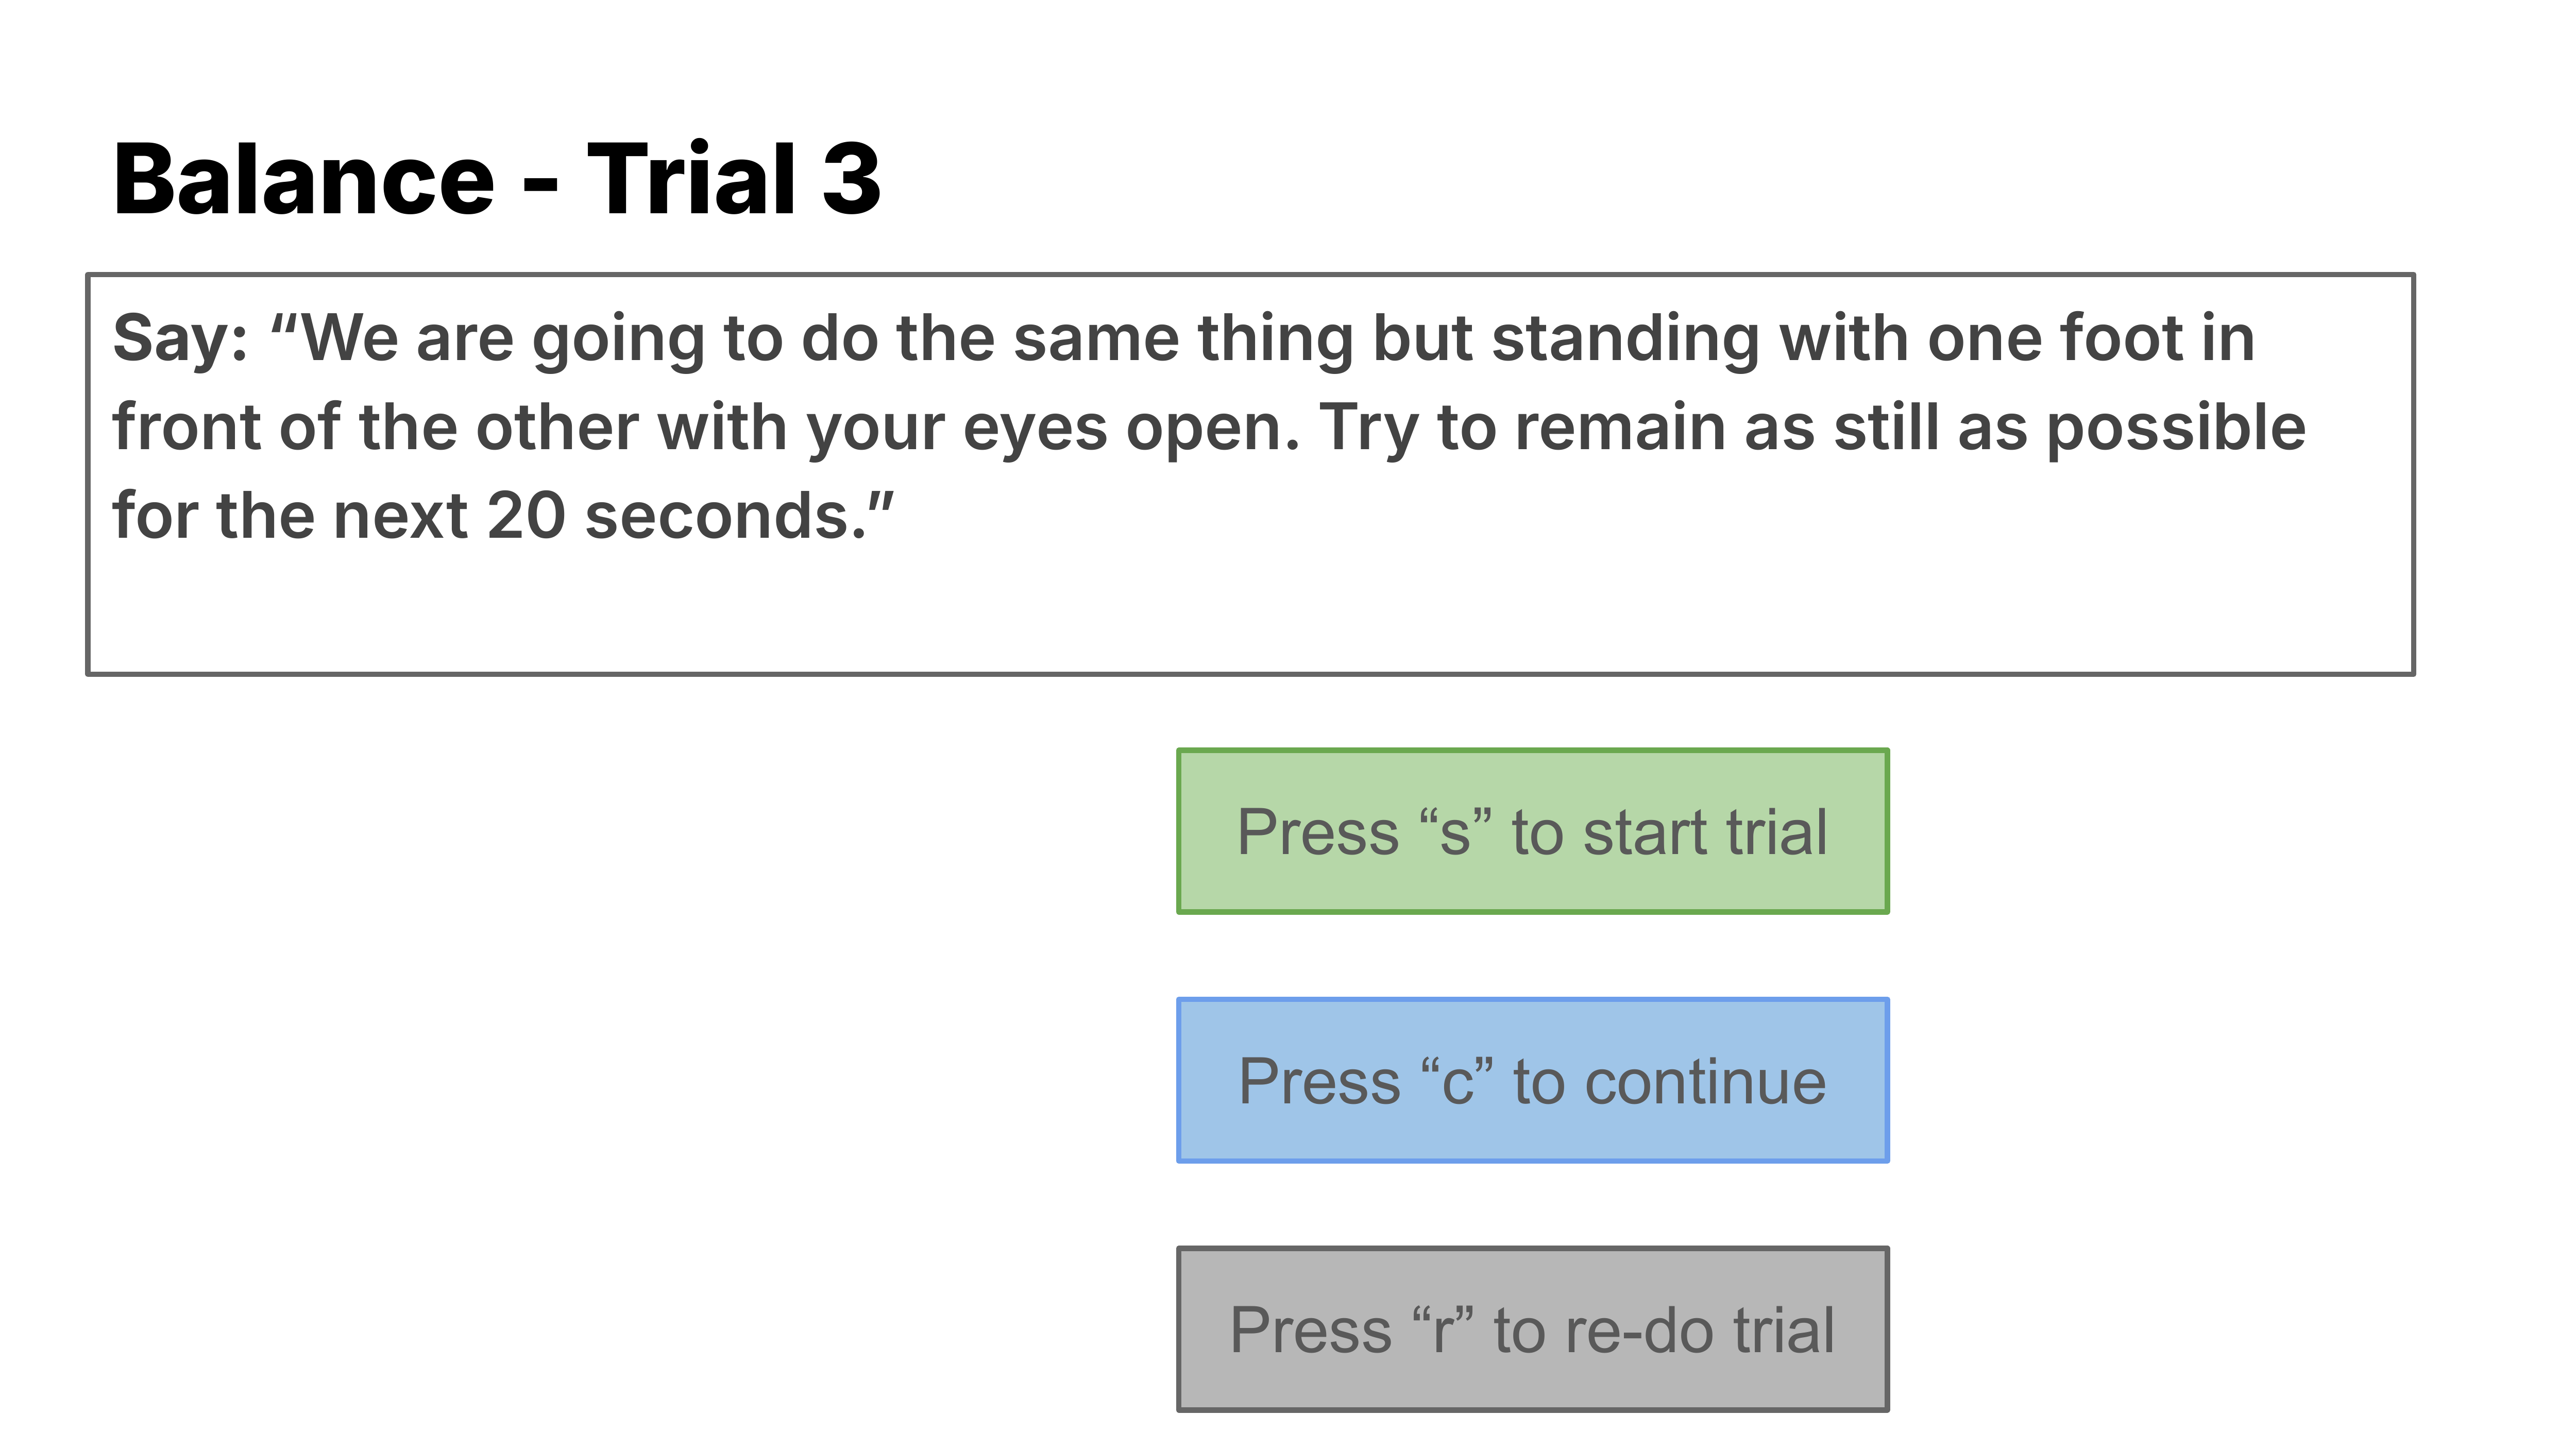 Balance - Trial 3
Say: “We are going to do the same thing but standing with one foot in
front of the other with your eyes open. Try to remain as still as possible
for the next 20 seconds.”
Press “s” to start trial
Press “c” to continue
Press “r” to re-do trial